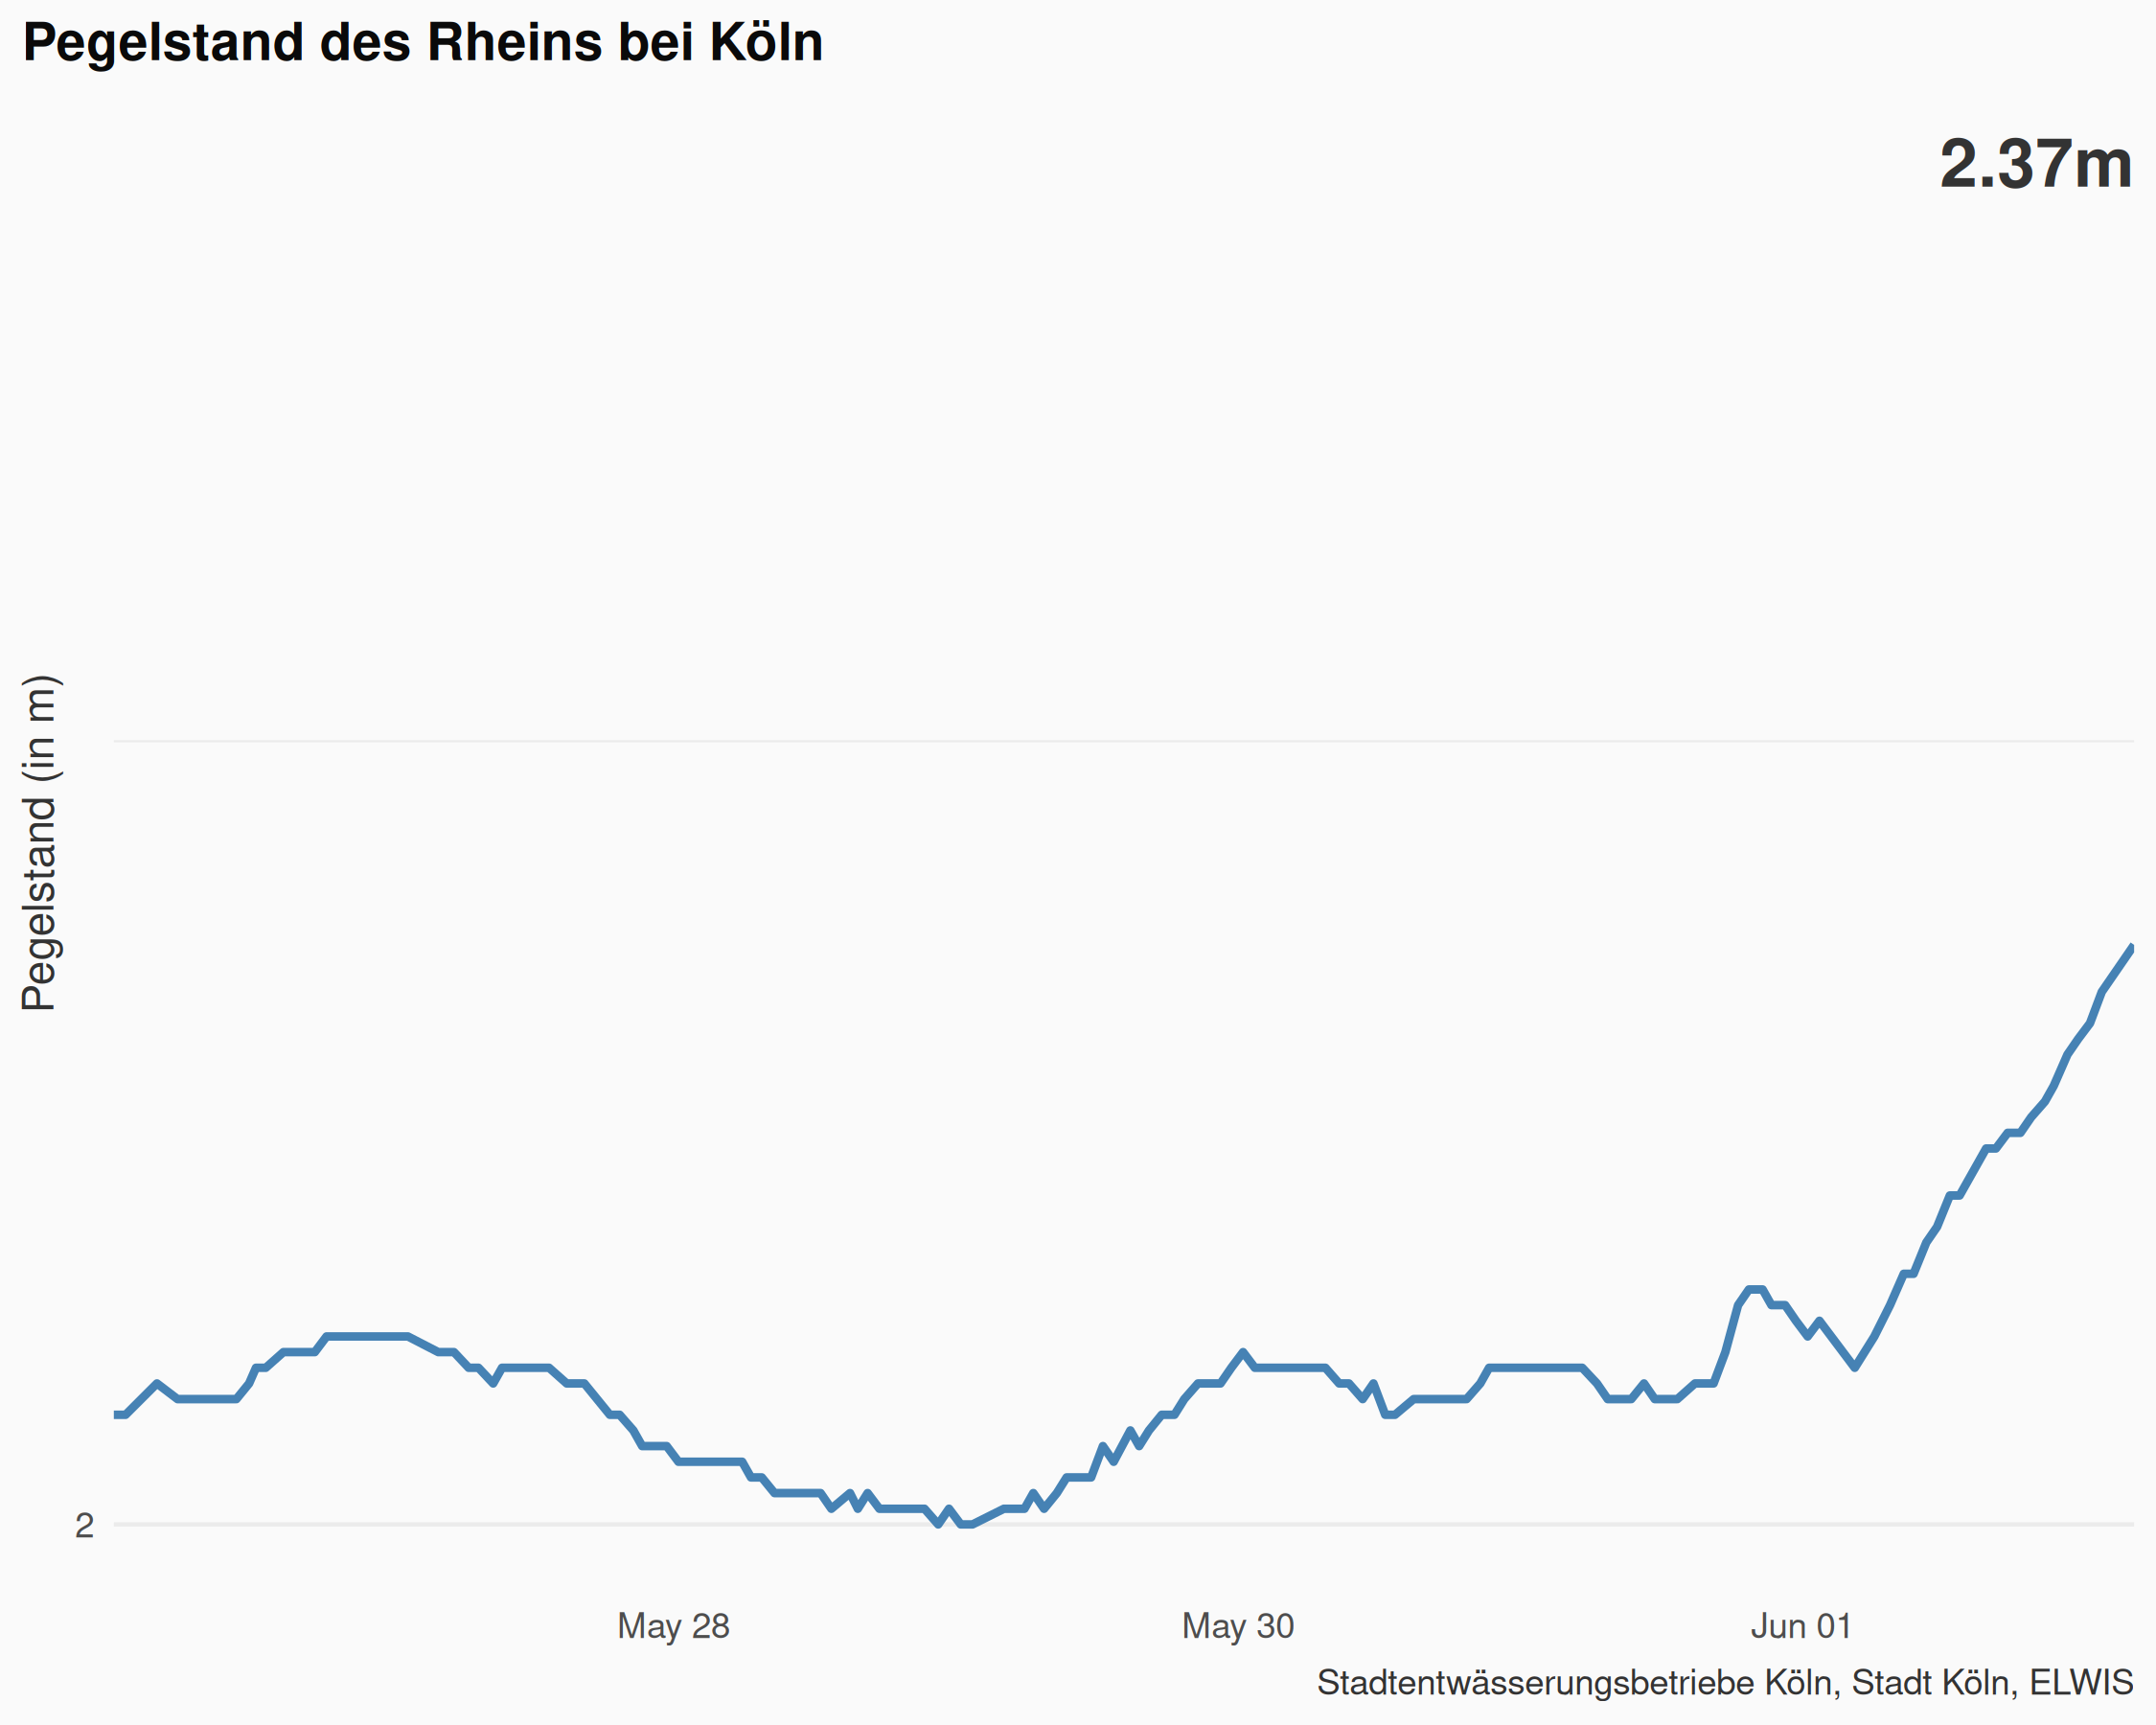 Pegelstand des Rheins bei Köln
2.37m
Pegelstand (in m)
2
May 28
May 30
Jun 01
Stadtentwässerungsbetriebe Köln, Stadt Köln, ELWIS